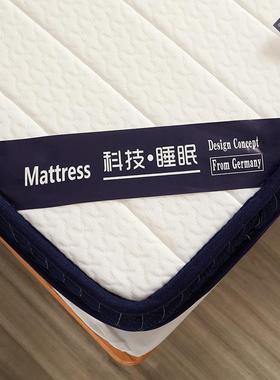 Mattress 科技·睡眠 Design Concept
From Germany